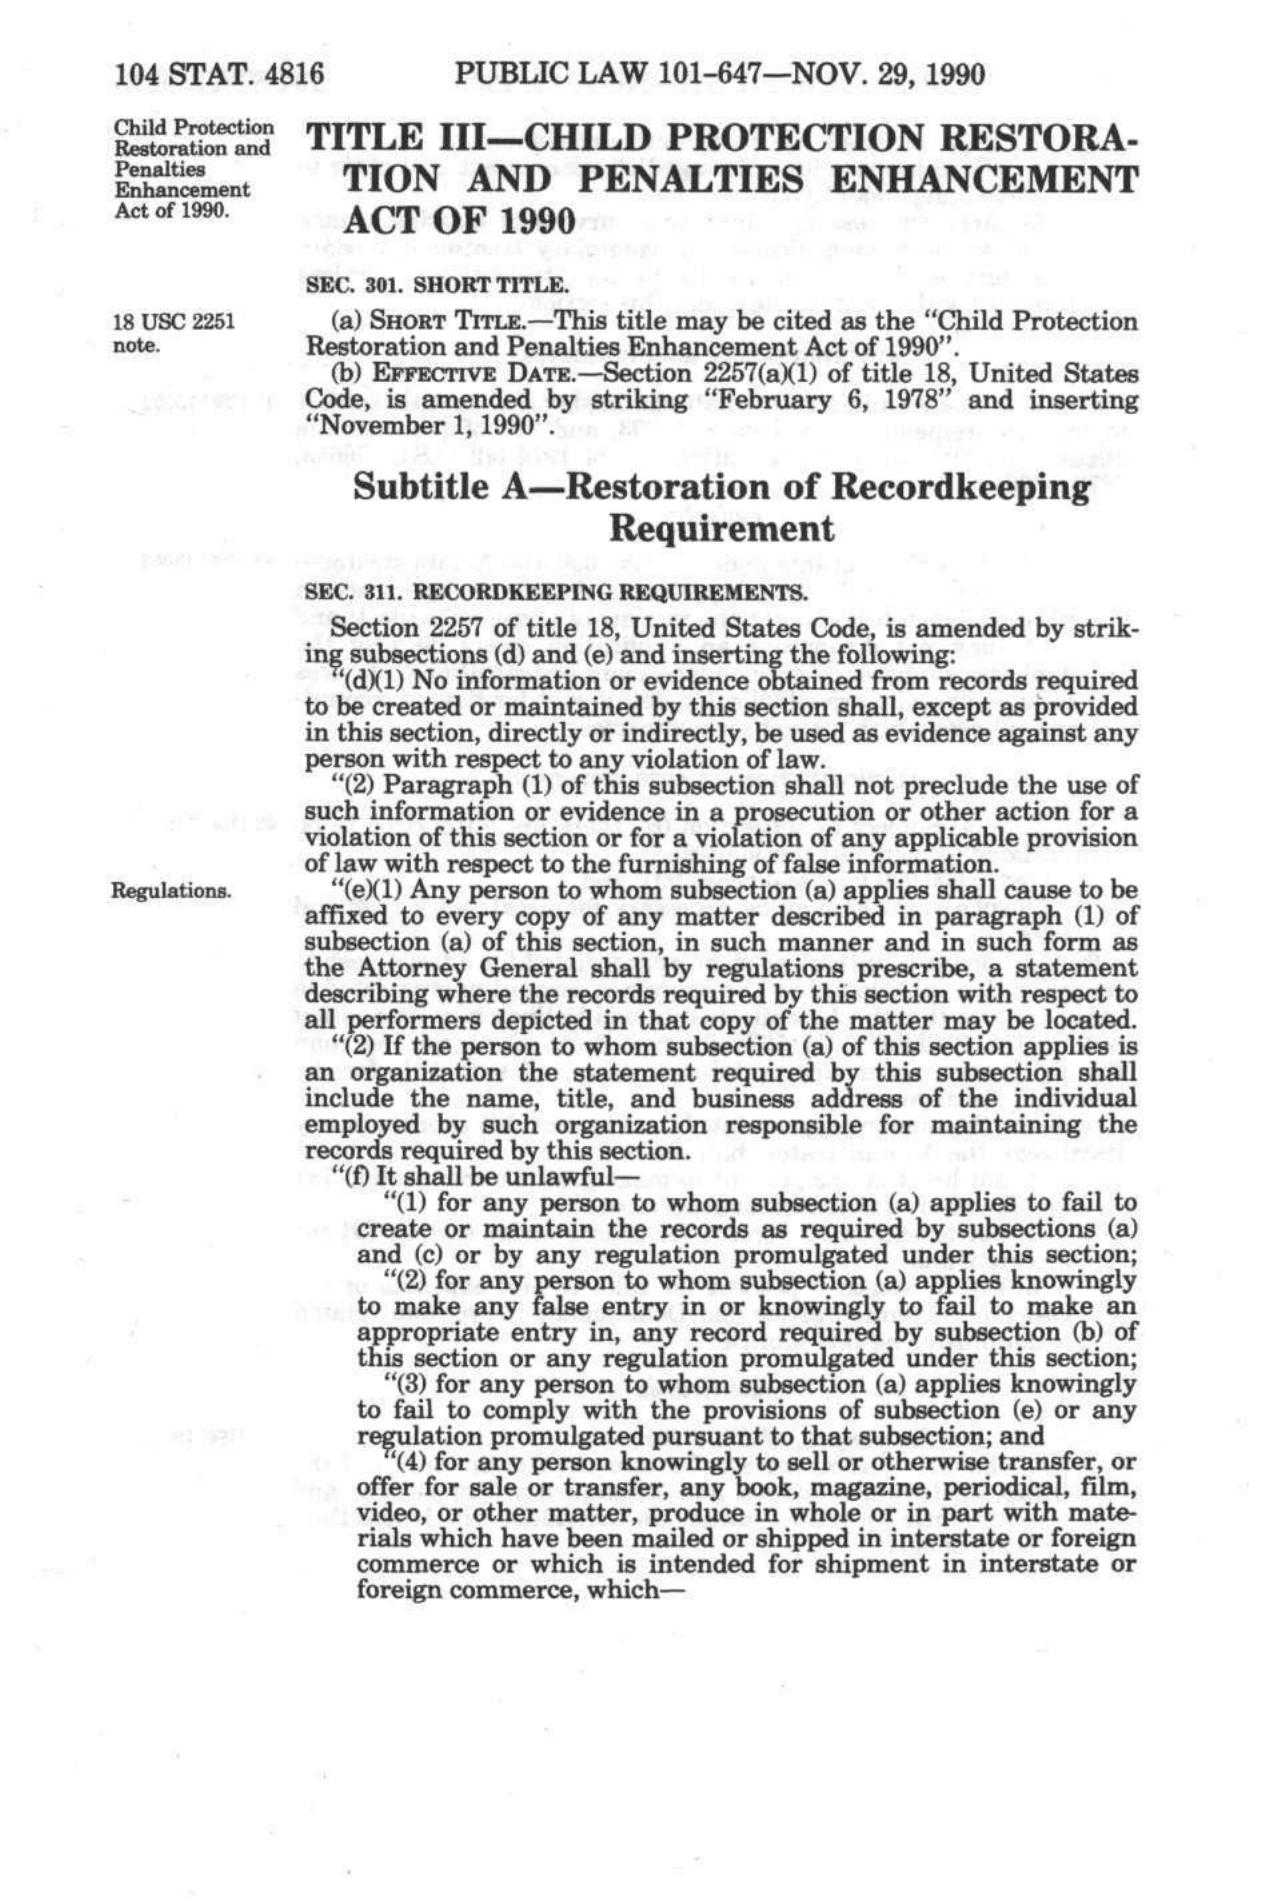 104 STAT. 4816 PUBLIC LAW 101-647—NOV. 29, 1990
Child Protection
Restoration and
Penalties
Enhancement
Act of 1990.
TITLE III—CHILD PROTECTION RESTORA-
TION AND PENALTIES ENHANCEMENT
ACT OF 1990
SEC. 301. SHORT TITLE.
18 USC 2251
note.
(a) SHORT TITLE.—This title may be cited as the “Child Protection
Restoration and Penalties Enhancement Act of 1990”.
(b) EFFECTIVE DATE.—Section 2257(a)(1) of title 18, United States
Code, is amended by striking “February 6, 1978” and inserting
“November 1, 1990”.
Subtitle A—Restoration of Recordkeeping
Requirement
SEC. 311. RECORDKEEPING REQUIREMENTS.
Section 2257 of title 18, United States Code, is amended by strik-
ing subsections (d) and (e) and inserting the following:
“(d)(1) No information or evidence obtained from records required
to be created or maintained by this section shall, except as provided
in this section, directly or indirectly, be used as evidence against any
person with respect to any violation of law.
“(2) Paragraph (1) of this subsection shall not preclude the use of
such information or evidence in a prosecution or other action for a
violation of this section or for a violation of any applicable provision
of law with respect to the furnishing of false information.
Regulations.
“(e)(1) Any person to whom subsection (a) applies shall cause to be
affixed to every copy of any matter described in paragraph (1) of
subsection (a) of this section, in such manner and in such form as
the Attorney General shall by regulations prescribe, a statement
describing where the records required by this section with respect to
all performers depicted in that copy of the matter may be located.
“(2) If the person to whom subsection (a) of this section applies is
an organization the statement required by this subsection shall
include the name, title, and business address of the individual
employed by such organization responsible for maintaining the
records required by this section.
“(f) It shall be unlawful—
“(1) for any person to whom subsection (a) applies to fail to
create or maintain the records as required by subsections (a)
and (c) or by any regulation promulgated under this section;
“(2) for any person to whom subsection (a) applies knowingly
to make any false entry in or knowingly to fail to make an
appropriate entry in, any record required by subsection (b) of
this section or any regulation promulgated under this section;
“(3) for any person to whom subsection (a) applies knowingly
to fail to comply with the provisions of subsection (e) or any
regulation promulgated pursuant to that subsection; and
“(4) for any person knowingly to sell or otherwise transfer, or
offer for sale or transfer, any book, magazine, periodical, film,
video, or other matter, produce in whole or in part with mate-
rials which have been mailed or shipped in interstate or foreign
commerce or which is intended for shipment in interstate or
foreign commerce, which—